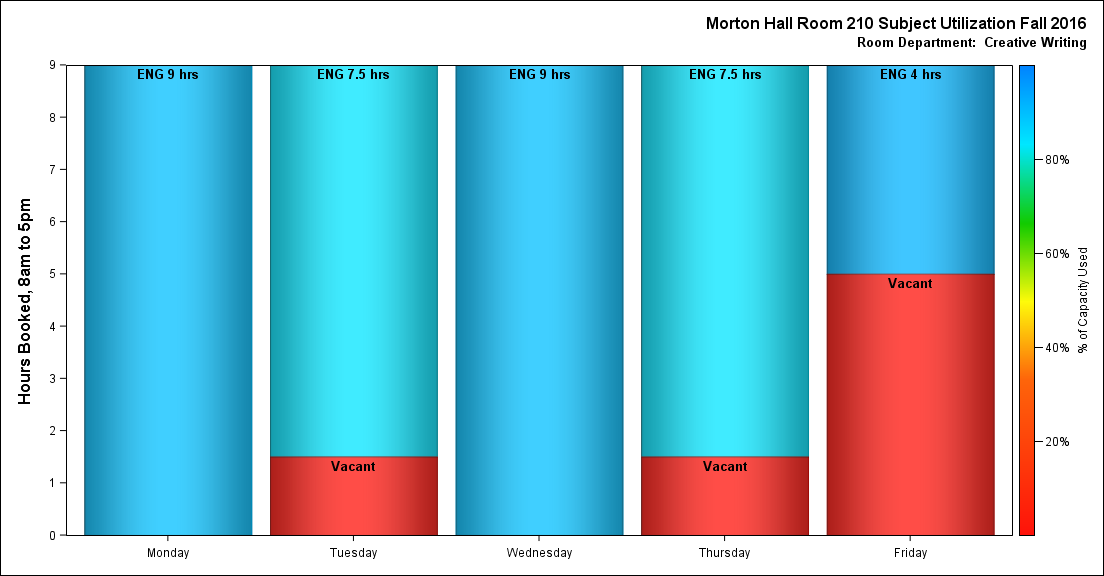 Morton Hall Room 210 Subject Utilization Fall 2016
Room Department:  Creative Writing
Hours Booked, 8am to 5pm
9
8
7
6
5
4
3
2
1
0
ENG 9 hrs
ENG 7.5 hrs
ENG 9 hrs
ENG 7.5 hrs
ENG 4 hrs
Vacant
Vacant
Vacant
Monday
Tuesday
Wednesday
Thursday
Friday
80%
60%
40%
20%
% of Capacity Used